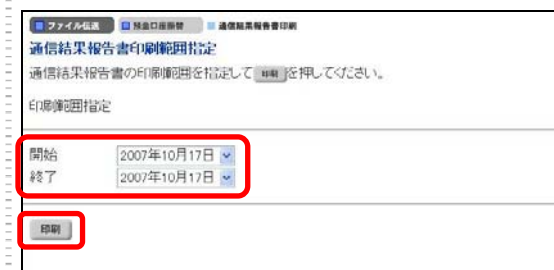 ファイル伝送 預金口座振替 通信結果報告書印刷
通信結果報告書印刷範囲指定
通信結果報告書の印刷範囲を指定して 印刷 を押してください。
印刷範囲指定
開始 2007年10月17日
終了 2007年10月17日
印刷